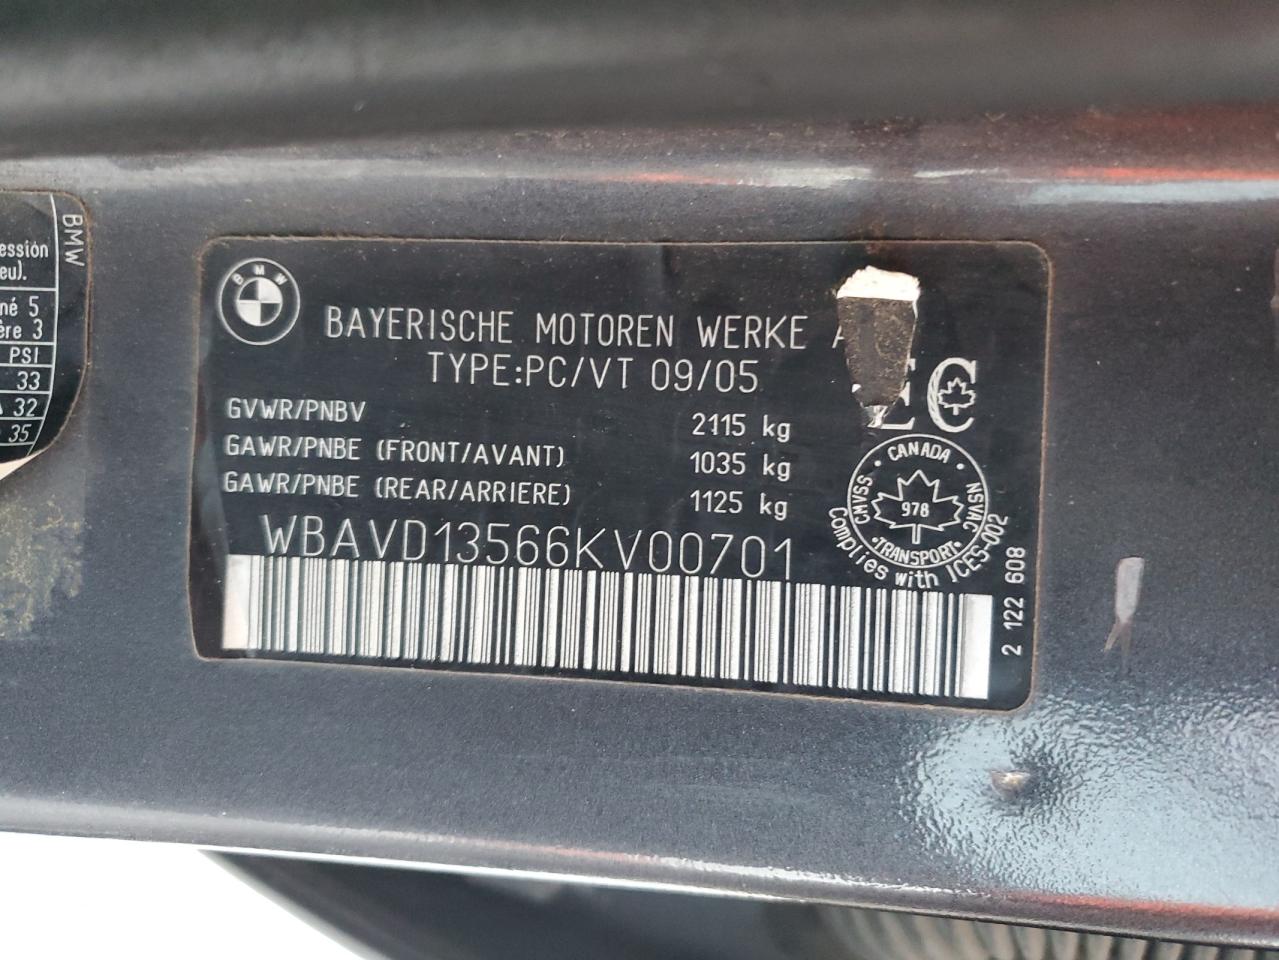 BMW
ession
eu).
né 5
ère 3
PSI
33
A 32
35
BMW
BAYERISCHE MOTOREN WERKE A
TYPE:PC/VT 09/05
EC
GVWR/PNBV 2115 kg
GAWR/PNBE (FRONT/AVANT) 1035 kg
GAWR/PNBE (REAR/ARRIERE) 1125 kg
WBAVD13566KV00701
CANADA
CMVSS
NSVAC
978
TRANSPORT
Complies with ICES-002
2 122 608